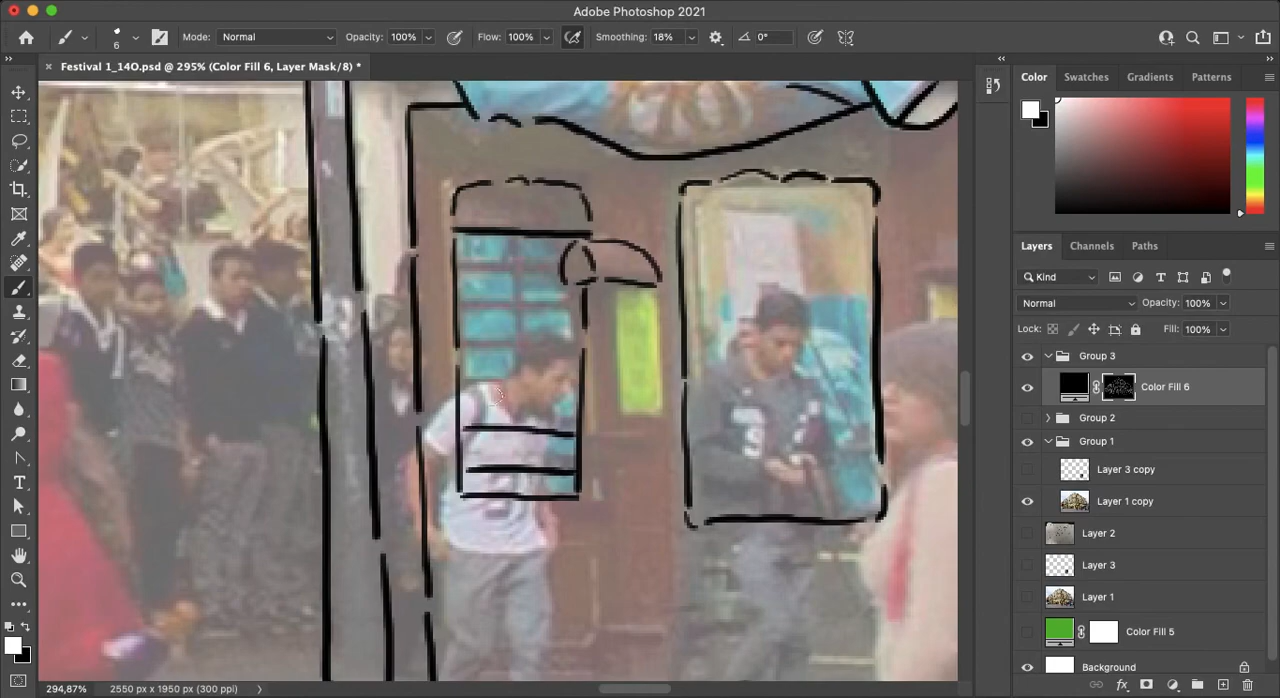 Adobe Photoshop 2021
6 Mode: Normal Opacity: 100% Flow: 100% Smoothing: 18% 0°
Festival 1_14O.psd @ 295% (Color Fill 6, Layer Mask/8) *
Color Swatches Gradients Patterns
Layers Channels Paths
Kind
Normal Opacity: 100%
Lock: Fill: 100%
Group 3
Color Fill 6
Group 2
Group 1
Layer 3 copy
Layer 1 copy
Layer 2
Layer 3
Layer 1
Color Fill 5
Background
294,87% 2550 px x 1950 px (300 ppi)
fx
3